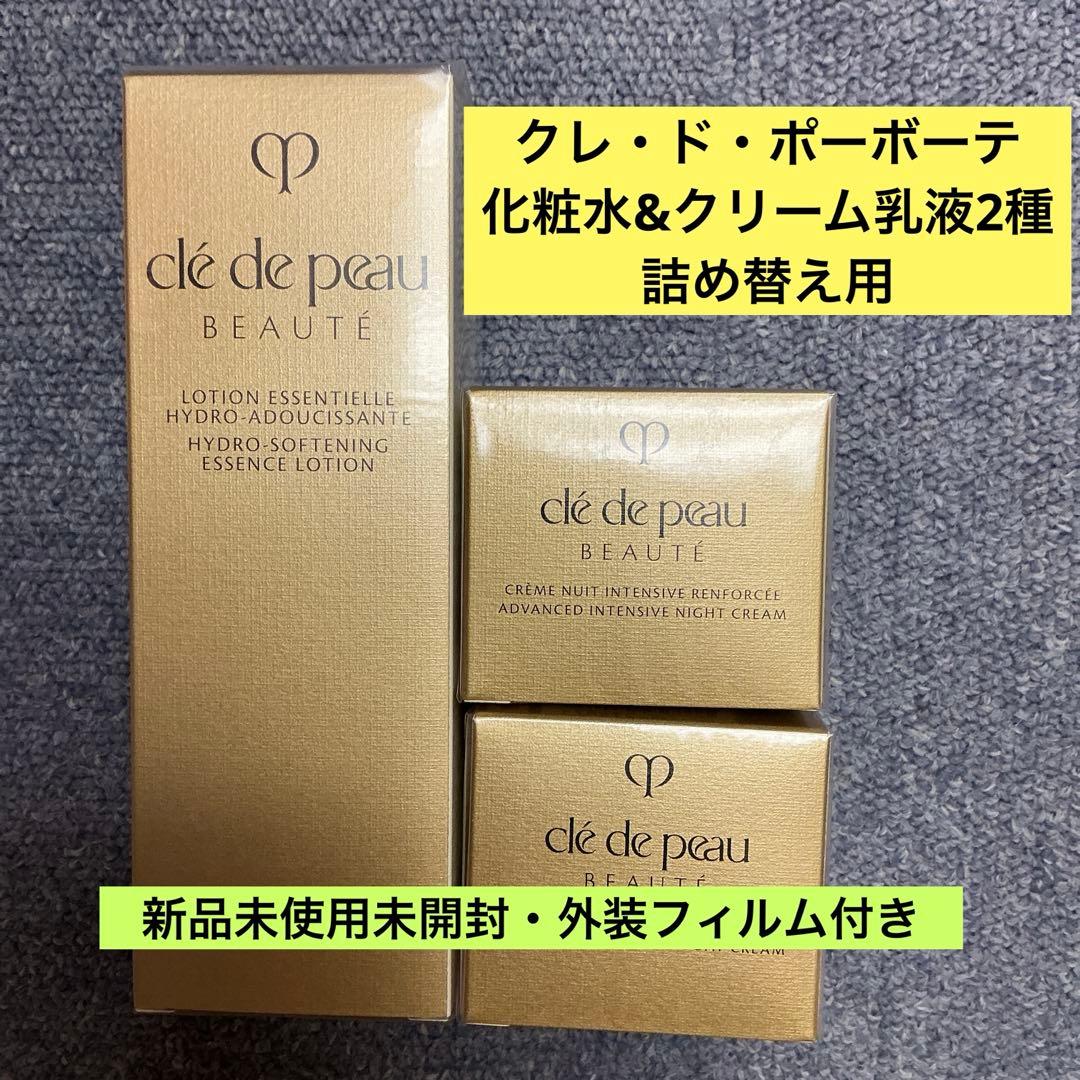 clé de peau
BEAUTÉ
LOTION ESSENTIELLE
HYDRO-ADOUCISSANTE
HYDRO-SOFTENING
ESSENCE LOTION
クレ・ド・ポーボーテ
化粧水&クリーム乳液2種
詰め替え用
clé de peau
BEAUTÉ
CRÈME NUIT INTENSIVE RENFORCÉE
ADVANCED INTENSIVE NIGHT CREAM
clé de peau
BEAUTÉ
新品未使用未開封・外装フィルム付き
CREAM